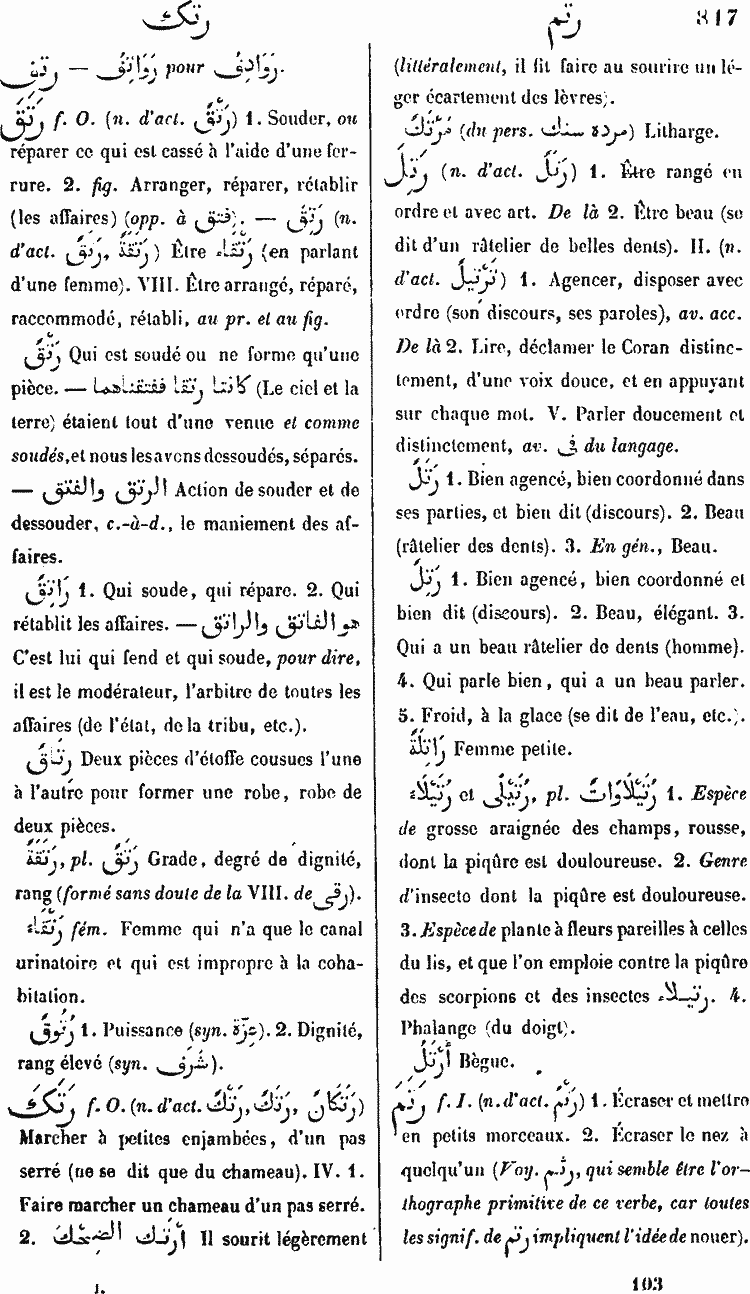 رتك
رتم
817
رتف — رَوَاتِفُ pour رَوَادِفُ.
رَتَقَ f. O. (n. d'act. رَتْقٌ) 1. Souder, ou
réparer ce qui est cassé à l'aide d'une fer-
rure. 2. fig. Arranger, réparer, rétablir
(les affaires) (opp. à فتق). — رَتِقَ (n.
d'act. رَتَقٌ, رَتَقَةٌ) Être رَتْقَاء (en parlant
d'une femme). VIII. Être arrangé, réparé,
raccommodé, rétabli, au pr. et au fig.
رَتْقٌ Qui est soudé ou ne forme qu'une
pièce. — كانتا رتقا ففتقناهما (Le ciel et la
terre) étaient tout d'une venue et comme
soudés, et nous les avons dessoudés, séparés.
— الرتق والفتق Action de souder et de
dessouder, c.-à-d., le maniement des af-
faires.
رَاتِقٌ 1. Qui soude, qui répare. 2. Qui
rétablit les affaires. — هو الفاتق والراتق
C'est lui qui fend et qui soude, pour dire,
il est le modérateur, l'arbitre de toutes les
affaires (de l'état, de la tribu, etc.).
رِتَاقٌ Deux pièces d'étoffe cousues l'une
à l'autre pour former une robe, robe de
deux pièces.
رَتَقَةٌ, pl. رَتَقٌ Grade, degré de dignité,
rang (formé sans doute de la VIII. de رقى).
رَتْقَاء fém. Femme qui n'a que le canal
urinatoire et qui est impropre à la coha-
bitation.
رُتُوقٌ 1. Puissance (syn. عِزَّة). 2. Dignité,
rang élevé (syn. شَرَف).
رَتَكَ f. O. (n. d'act. رَتْكٌ, رَتَكٌ, رَتَكَانٌ)
Marcher à petites enjambées, d'un pas
serré (ne se dit que du chameau). IV. 1.
Faire marcher un chameau d'un pas serré.
2. أَرْتَكَ الضَّحِكَ Il sourit légèrement
(littéralement, il fit faire au sourire un lé-
ger écartement des lèvres).
مَرْتَكٌ (du pers. مرده سنك) Litharge.
رَتِلَ (n. d'act. رَتَلٌ) 1. Être rangé en
ordre et avec art. De là 2. Être beau (se
dit d'un râtelier de belles dents). II. (n.
d'act. تَرْتِيلٌ) 1. Agencer, disposer avec
ordre (son discours, ses paroles), av. acc.
De là 2. Lire, déclamer le Coran distinc-
tement, d'une voix douce, et en appuyant
sur chaque mot. V. Parler doucement et
distinctement, av. فى du langage.
رَتَلٌ 1. Bien agencé, bien coordonné dans
ses parties, et bien dit (discours). 2. Beau
(râtelier des dents). 3. En gén., Beau.
رَتِلٌ 1. Bien agencé, bien coordonné et
bien dit (discours). 2. Beau, élégant. 3.
Qui a un beau râtelier de dents (homme).
4. Qui parle bien, qui a un beau parler.
5. Froid, à la glace (se dit de l'eau, etc.).
رَاتِلَةٌ Femme petite.
رُتَيْلَاء et رُتَيْلَى, pl. رُتَيْلَاوَاتٌ 1. Espèce
de grosse araignée des champs, rousse,
dont la piqûre est douloureuse. 2. Genre
d'insecte dont la piqûre est douloureuse.
3. Espèce de plante à fleurs pareilles à celles
du lis, et que l'on emploie contre la piqûre
des scorpions et des insectes رتيلاء. 4.
Phalange (du doigt).
أَرْتَلُ Bègue.
رَتَمَ f. I. (n. d'act. رَتْمٌ) 1. Écraser et mettre
en petits morceaux. 2. Écraser le nez à
quelqu'un (Voy. رثم, qui semble être l'or-
thographe primitive de ce verbe, car toutes
les signif. de رتم impliquent l'idée de nouer).
I.
103